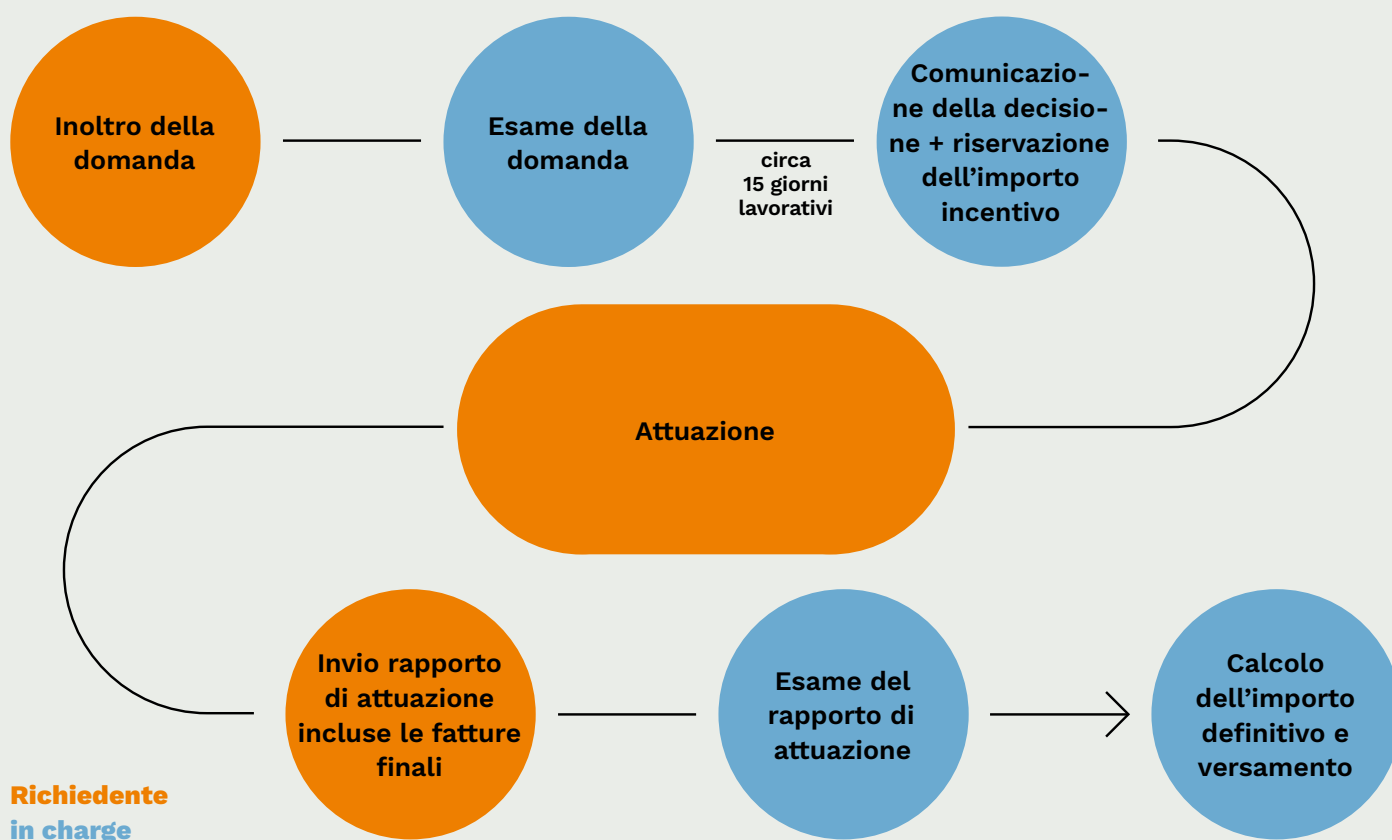 Inoltro della
domanda
Esame della
domanda
circa
15 giorni
lavorativi
Comunicazio-
ne della decisio-
ne + riservazione
dell’importo
incentivo
Attuazione
Invio rapporto
di attuazione
incluse le fatture
finali
Esame del
rapporto di
attuazione
Calcolo
dell’importo
definitivo e
versamento
Richiedente
in charge